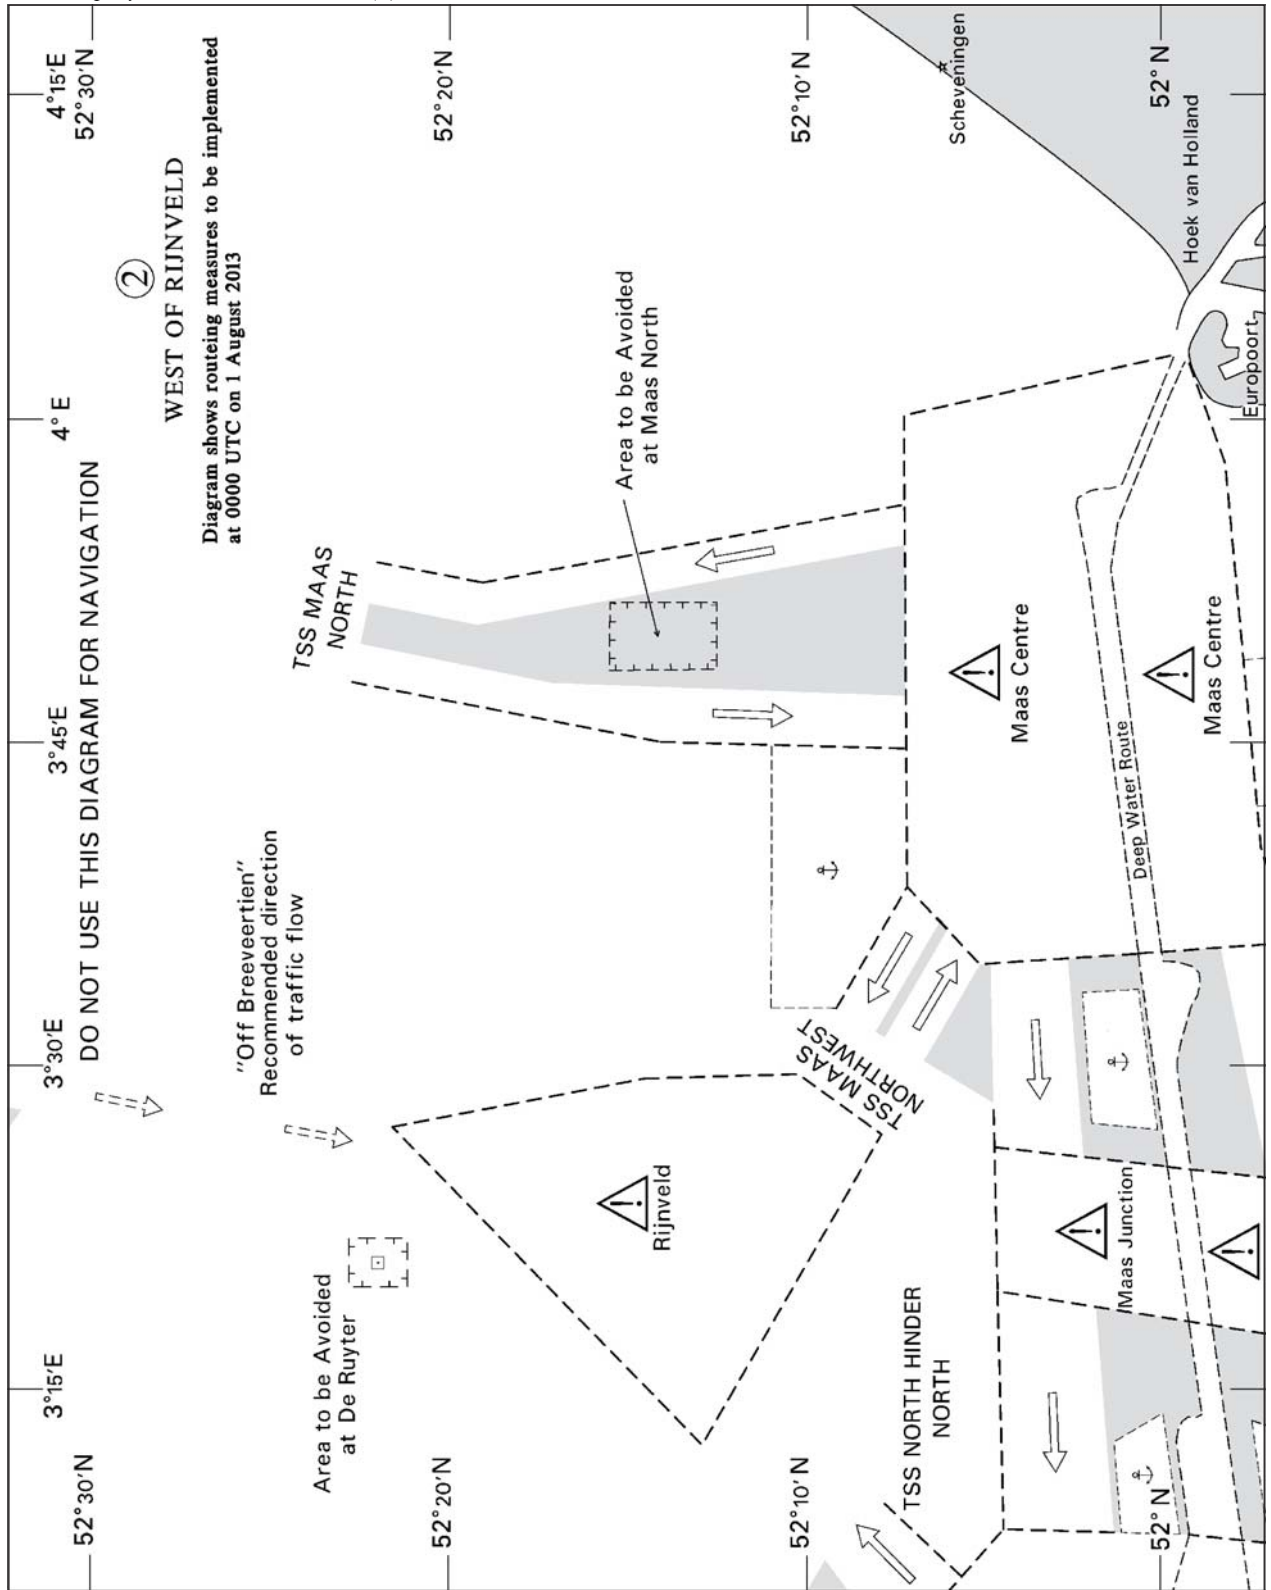 DO NOT USE THIS DIAGRAM FOR NAVIGATION
②
WEST OF RIJNVELD
Diagram shows routeing measures to be implemented
at 0000 UTC on 1 August 2013
3°15'E
3°30'E
3°45'E
4° E
4°15'E
52°30'N
52°30'N
52°20'N
52°20'N
52°10'N
52°10'N
52° N
52° N
"Off Breeveertien"
Recommended direction
of traffic flow
TSS MAAS
NORTH
Area to be Avoided
at De Ruyter
Area to be Avoided
at Maas North
Rijnveld
TSS MAAS
NORTHWEST
TSS NORTH HINDER
NORTH
Maas Centre
Scheveningen
Maas Junction
Deep Water Route
Maas Centre
Hoek van Holland
Europoort